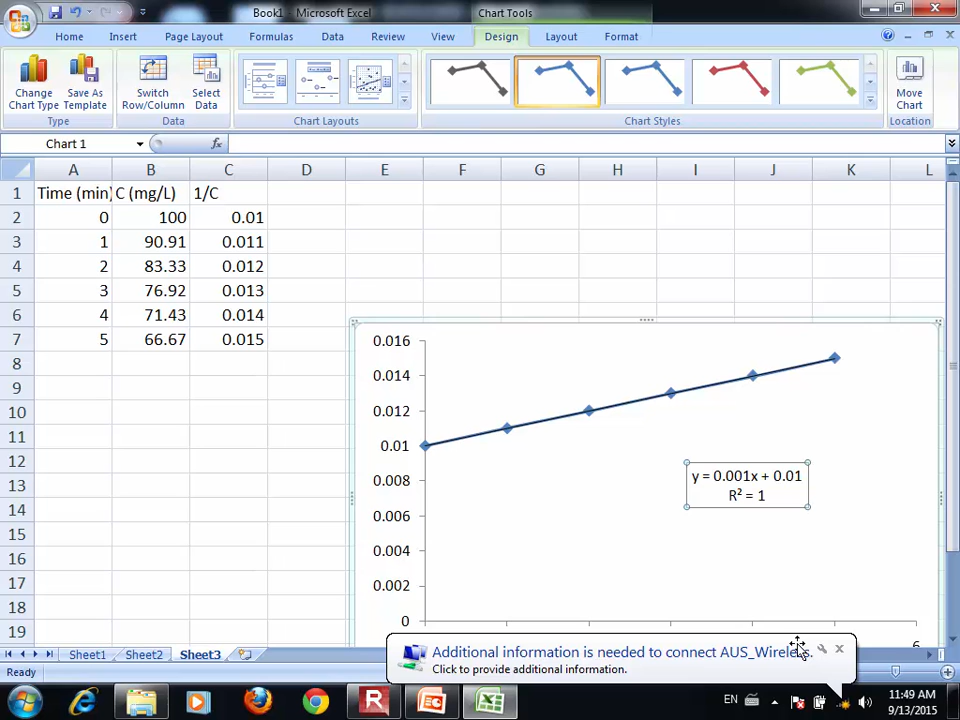 Book1 - Microsoft Excel
Chart Tools
Home Insert Page Layout Formulas Data Review View Design Layout Format
Change Chart Type
Save As Template
Switch Row/Column
Select Data
Move Chart
Type Data Chart Layouts Chart Styles Location
Chart 1 fx
A B C D E F G H I J K L
1 Time (min) C (mg/L) 1/C
2 0 100 0.01
3 1 90.91 0.011
4 2 83.33 0.012
5 3 76.92 0.013
6 4 71.43 0.014
7 5 66.67 0.015
8
9
10
11
12
13
14
15
16
17
18
19
0.016
0.014
0.012
0.01
0.008
0.006
0.004
0.002
0
y = 0.001x + 0.01
R² = 1
6
Additional information is needed to connect AUS_Wireless.
Click to provide additional information.
Sheet1 Sheet2 Sheet3
Ready
EN
11:49 AM
9/13/2015